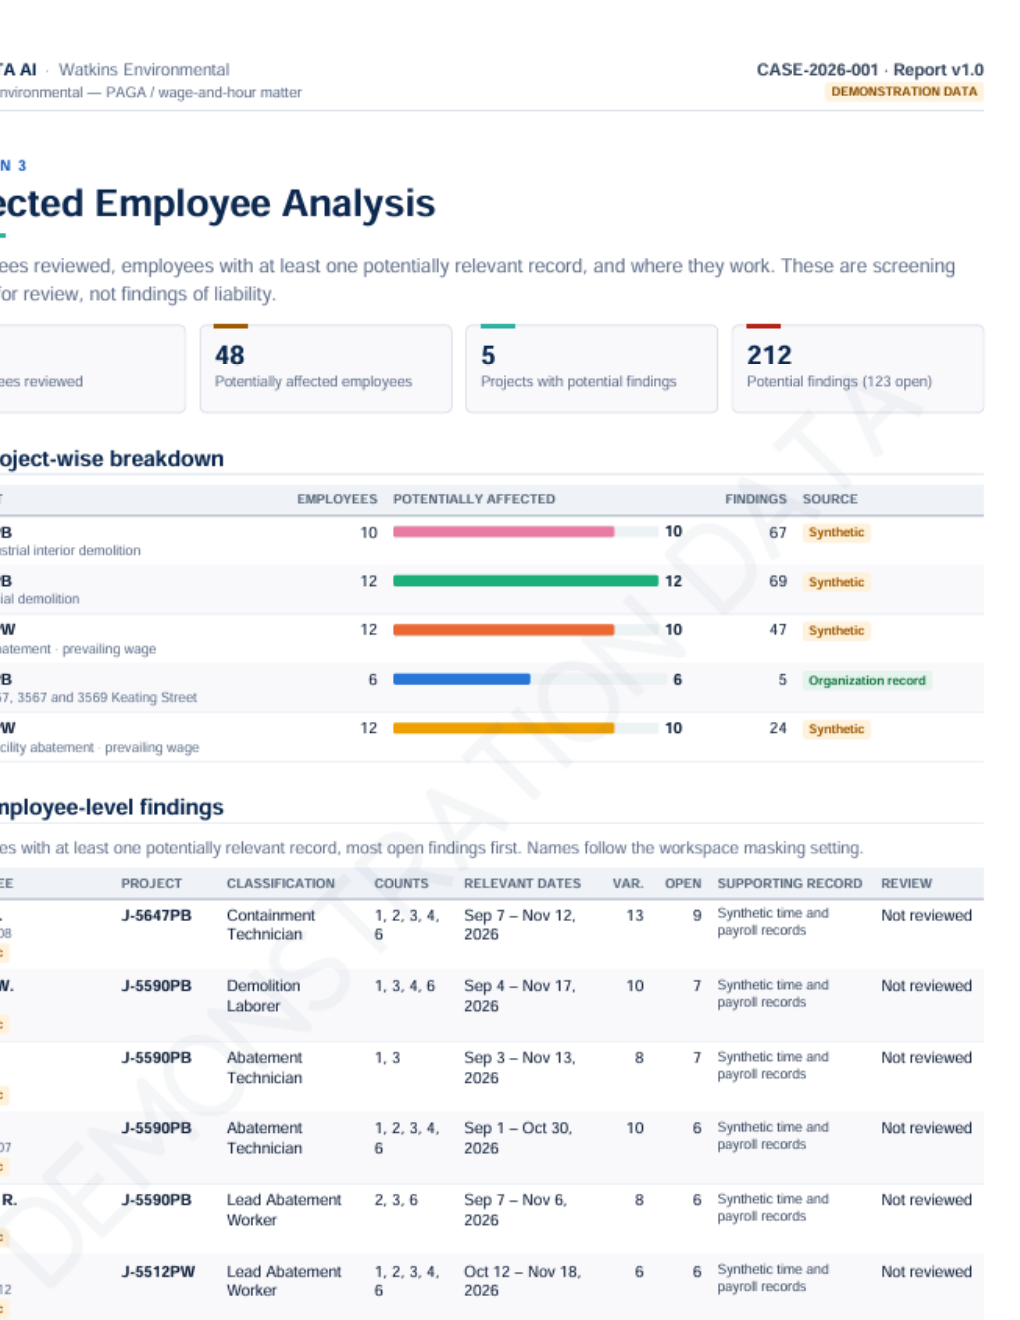 TA AI · Watkins Environmental
CASE-2026-001 · Report v1.0
nvironmental — PAGA / wage-and-hour matter
DEMONSTRATION DATA
N 3
ected Employee Analysis
ees reviewed, employees with at least one potentially relevant record, and where they work. These are screening
for review, not findings of liability.
48
5
212
ees reviewed
Potentially affected employees
Projects with potential findings
Potential findings (123 open)
oject-wise breakdown
T EMPLOYEES POTENTIALLY AFFECTED FINDINGS SOURCE
PB 10 10 67 Synthetic
strial interior demolition
PB 12 12 69 Synthetic
ial demolition
PW 12 10 47 Synthetic
atement · prevailing wage
PB 6 6 5 Organization record
57, 3567 and 3569 Keating Street
PW 12 10 24 Synthetic
cility abatement · prevailing wage
mployee-level findings
es with at least one potentially relevant record, most open findings first. Names follow the workspace masking setting.
EE PROJECT CLASSIFICATION COUNTS RELEVANT DATES VAR. OPEN SUPPORTING RECORD REVIEW
. J-5647PB Containment 1, 2, 3, 4, Sep 7 – Nov 12, 13 9 Synthetic time and Not reviewed
08 Technician 6 2026 payroll records
c
W. J-5590PB Demolition 1, 3, 4, 6 Sep 4 – Nov 17, 10 7 Synthetic time and Not reviewed
Laborer 2026 payroll records
c
J-5590PB Abatement 1, 3 Sep 3 – Nov 13, 8 7 Synthetic time and Not reviewed
Technician 2026 payroll records
c
J-5590PB Abatement 1, 2, 3, 4, Sep 1 – Oct 30, 10 6 Synthetic time and Not reviewed
07 Technician 6 2026 payroll records
c
R. J-5590PB Lead Abatement 2, 3, 6 Sep 7 – Nov 6, 8 6 Synthetic time and Not reviewed
Worker 2026 payroll records
c
J-5512PW Lead Abatement 1, 2, 3, 4, Oct 12 – Nov 18, 6 6 Synthetic time and Not reviewed
12 Worker 6 2026 payroll records
c
DEMONSTRATION DATA